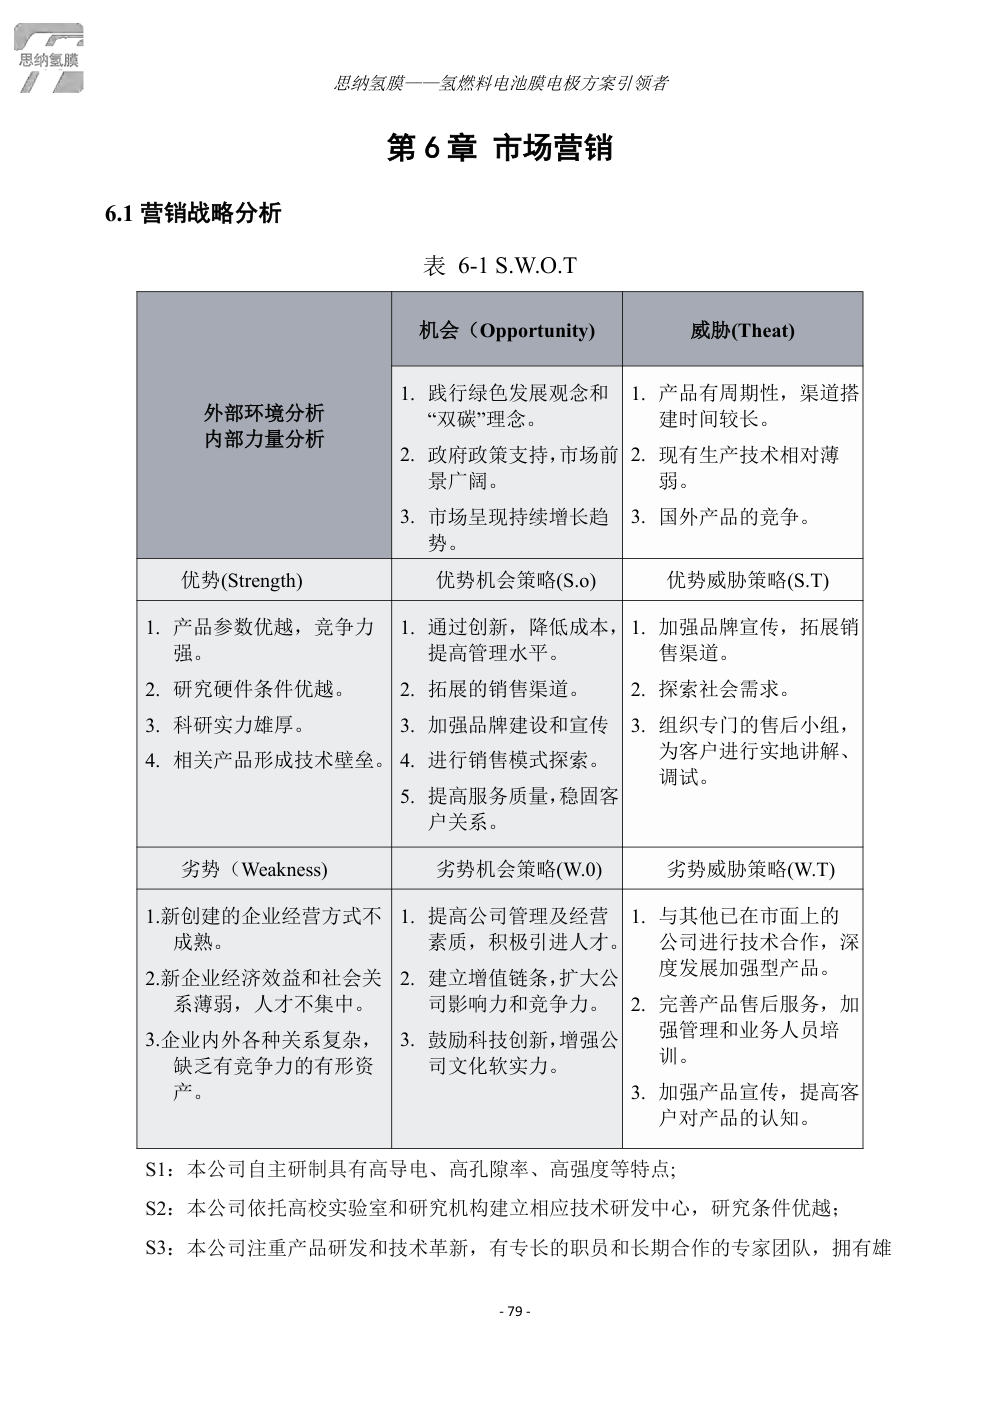 思纳氢膜
思纳氢膜——氢燃料电池膜电极方案引领者
第 6 章 市场营销
6.1 营销战略分析
表 6-1 S.W.O.T
外部环境分析
内部力量分析
机会（Opportunity)
威胁(Theat)
1. 践行绿色发展观念和
“双碳”理念。
2. 政府政策支持，市场前
景广阔。
3. 市场呈现持续增长趋
势。
1. 产品有周期性，渠道搭
建时间较长。
2. 现有生产技术相对薄
弱。
3. 国外产品的竞争。
优势(Strength)
优势机会策略(S.o)
优势威胁策略(S.T)
1. 产品参数优越，竞争力
强。
2. 研究硬件条件优越。
3. 科研实力雄厚。
4. 相关产品形成技术壁垒。
1. 通过创新，降低成本，
提高管理水平。
2. 拓展的销售渠道。
3. 加强品牌建设和宣传
4. 进行销售模式探索。
5. 提高服务质量，稳固客
户关系。
1. 加强品牌宣传，拓展销
售渠道。
2. 探索社会需求。
3. 组织专门的售后小组，
为客户进行实地讲解、
调试。
劣势（Weakness)
劣势机会策略(W.0)
劣势威胁策略(W.T)
1.新创建的企业经营方式不
成熟。
2.新企业经济效益和社会关
系薄弱，人才不集中。
3.企业内外各种关系复杂，
缺乏有竞争力的有形资
产。
1. 提高公司管理及经营
素质，积极引进人才。
2. 建立增值链条，扩大公
司影响力和竞争力。
3. 鼓励科技创新，增强公
司文化软实力。
1. 与其他已在市面上的
公司进行技术合作，深
度发展加强型产品。
2. 完善产品售后服务，加
强管理和业务人员培
训。
3. 加强产品宣传，提高客
户对产品的认知。
S1：本公司自主研制具有高导电、高孔隙率、高强度等特点;
S2：本公司依托高校实验室和研究机构建立相应技术研发中心，研究条件优越；
S3：本公司注重产品研发和技术革新，有专长的职员和长期合作的专家团队，拥有雄
- 79 -